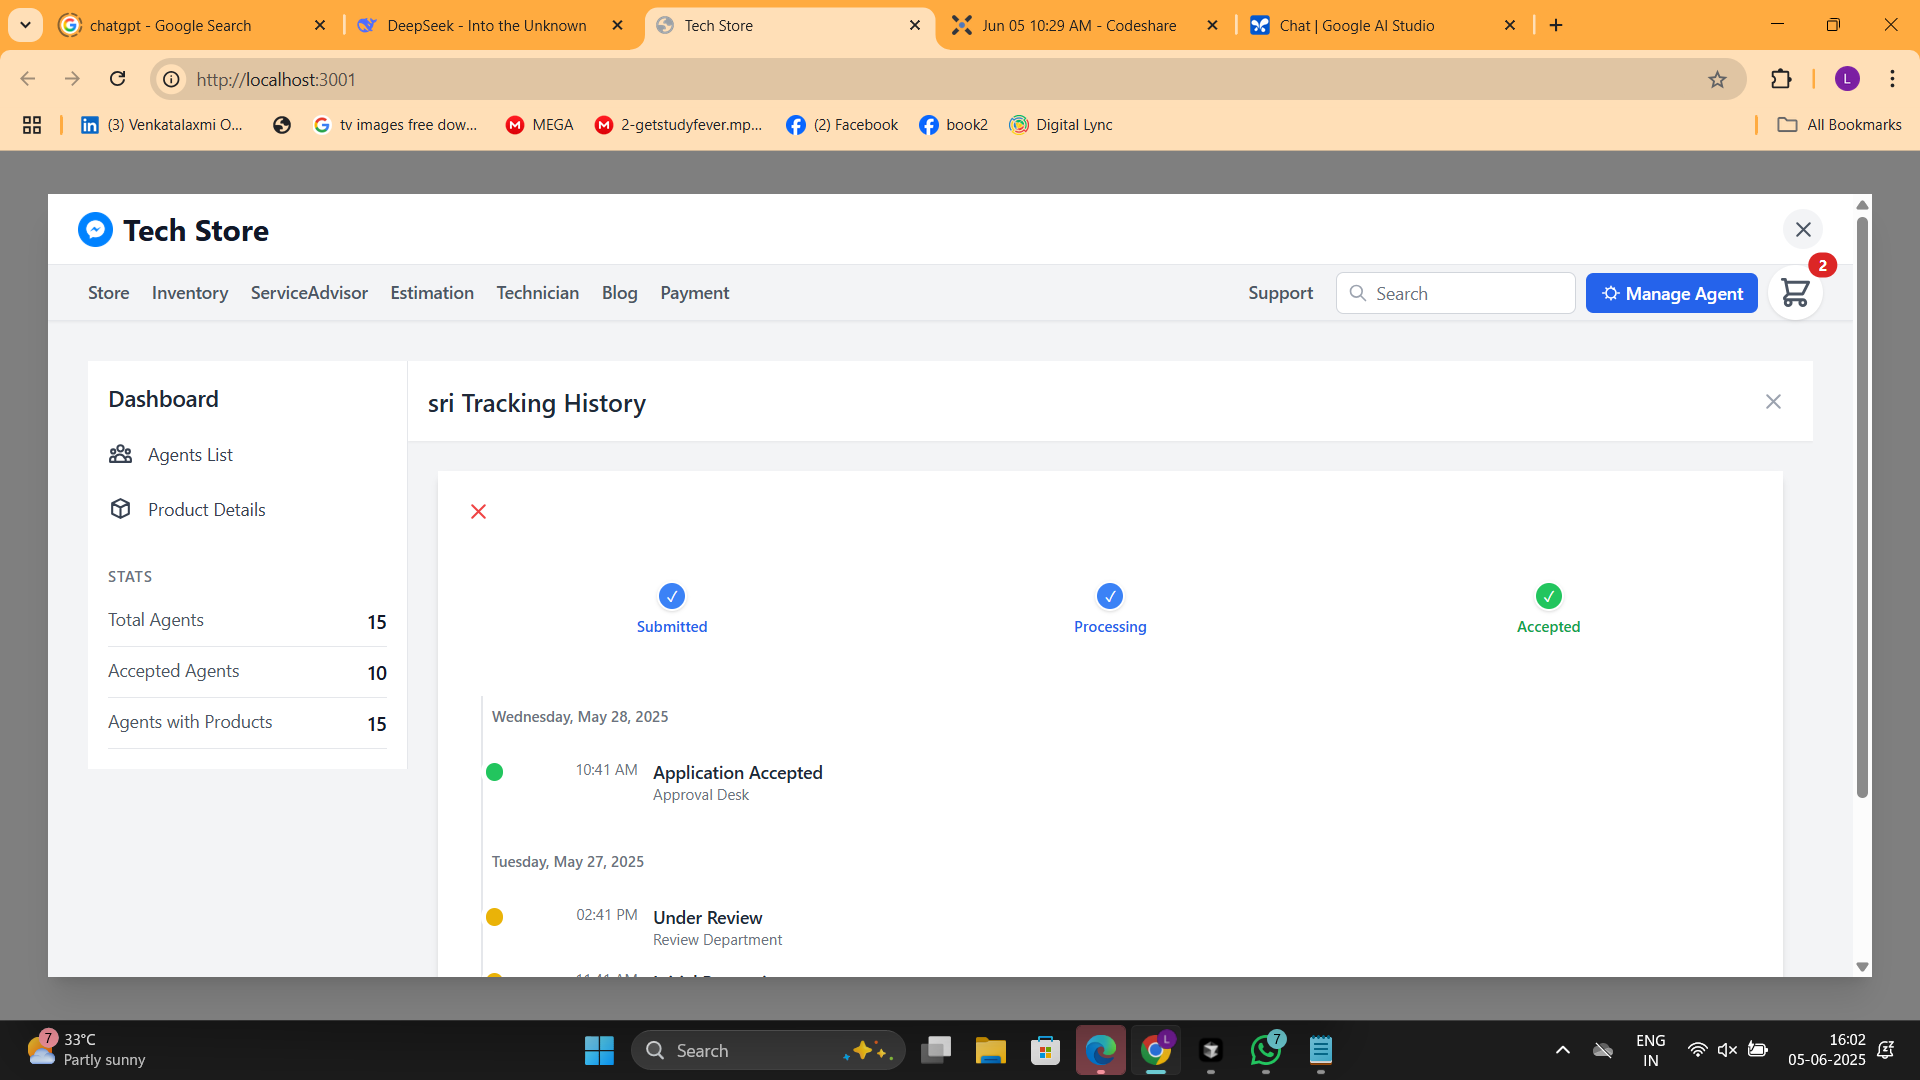 chatgpt - Google Search
DeepSeek - Into the Unknown
Tech Store
Jun 05 10:29 AM - Codeshare
Chat | Google AI Studio
http://localhost:3001
L
(3) Venkatalaxmi O...
tv images free dow...
MEGA
2-getstudyfever.mp...
(2) Facebook
book2
Digital Lync
All Bookmarks
Tech Store
2
Store
Inventory
ServiceAdvisor
Estimation
Technician
Blog
Payment
Support
Search
Manage Agent
Dashboard
Agents List
Product Details
STATS
Total Agents 15
Accepted Agents 10
Agents with Products 15
sri Tracking History
Submitted
Processing
Accepted
Wednesday, May 28, 2025
10:41 AM Application Accepted
Approval Desk
Tuesday, May 27, 2025
02:41 PM Under Review
Review Department
7
33°C
Partly sunny
Search
L
7
ENG
IN
16:02
05-06-2025